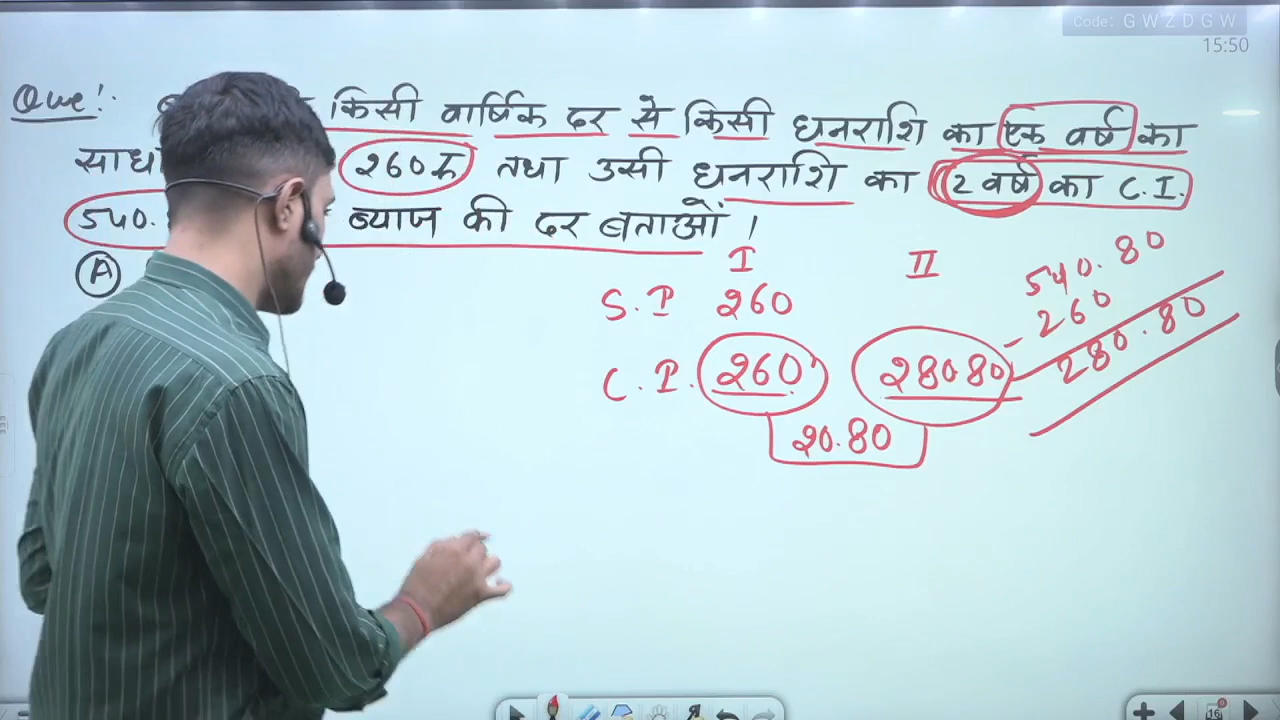 Code: G W Z D G W
15:50
Que:
किसी वार्षिक दर से किसी धनराशि का एक वर्ष का
260रु तथा उसी धनराशि का 2 वर्ष का C.I.
540. ब्याज की दर बताओं ।
A
I II
S.I 260
C.I. 260 280.80
20.80
540.80
- 260
280.80
16